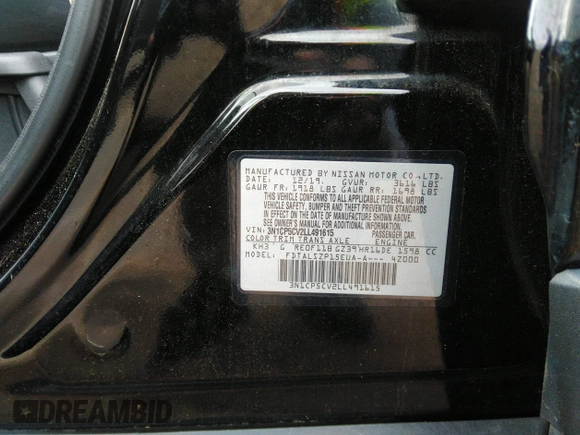 MANUFACTURED BY NISSAN MOTOR CO.,LTD.
DATE: 12/19. GVWR: 3616 LBS
GAWR FR: 1918 LBS GAWR RR: 1698 LBS
THIS VEHICLE CONFORMS TO ALL APPLICABLE FEDERAL MOTOR
VEHICLE SAFETY, BUMPER AND THEFT PREVENTION STANDARDS
IN EFFECT ON THE DATE OF MANUFACTURE SHOWN ABOVE.
SEE OWNER'S MANUAL FOR ADDITIONAL INFORMATION.
VIN: 3N1CP5CV2LL491615 PASSENGER CAR.
COLOR TRIM TRANS AXLE ENGINE
KH3 G RE0F11B GZ39 HR16DE 1598 CC
FDTALSZP15EUA-A--- 42000
3N1CP5CV2LL491615
DREAMBID